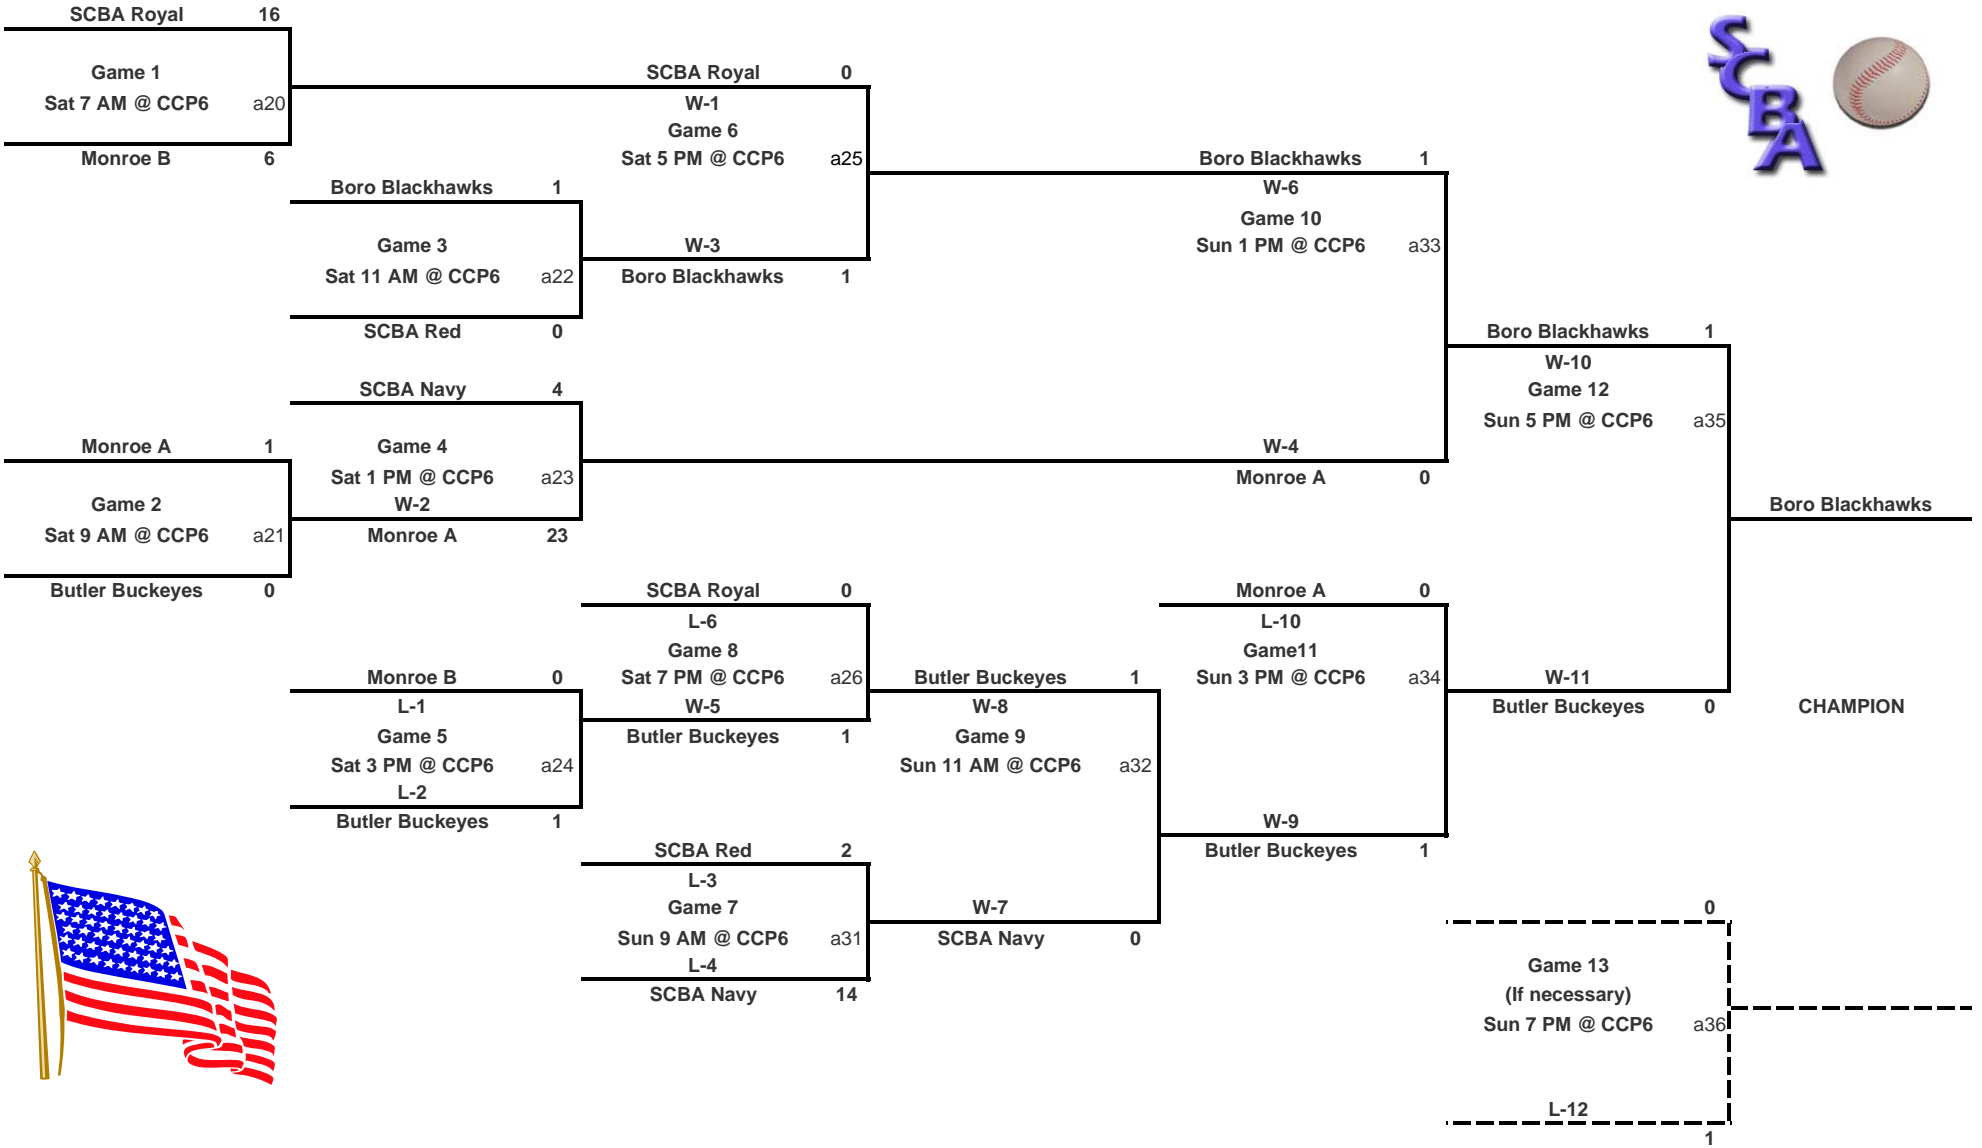 SCBA Royal 16
Game 1
Sat 7 AM @ CCP6 a20
Monroe B 6
Boro Blackhawks 1
Game 3
Sat 11 AM @ CCP6 a22
SCBA Red 0
SCBA Navy 4
Game 4
Sat 1 PM @ CCP6 a23
W-2
Monroe A 23
Monroe A 1
Game 2
Sat 9 AM @ CCP6 a21
Butler Buckeyes 0
SCBA Royal 0
W-1
Game 6
Sat 5 PM @ CCP6 a25
W-3
Boro Blackhawks 1
Boro Blackhawks 1
W-6
Game 10
Sun 1 PM @ CCP6 a33
W-4
Monroe A 0
SCBA
Boro Blackhawks 1
W-10
Game 12
Sun 5 PM @ CCP6 a35
W-11
Butler Buckeyes 0
Boro Blackhawks
CHAMPION
Monroe B 0
L-1
Game 5
Sat 3 PM @ CCP6 a24
L-2
Butler Buckeyes 1
SCBA Royal 0
L-6
Game 8
Sat 7 PM @ CCP6 a26
W-5
Butler Buckeyes 1
SCBA Red 2
L-3
Game 7
Sun 9 AM @ CCP6 a31
L-4
SCBA Navy 14
Butler Buckeyes 1
W-8
Game 9
Sun 11 AM @ CCP6 a32
W-7
SCBA Navy 0
Monroe A 0
L-10
Game11
Sun 3 PM @ CCP6 a34
W-9
Butler Buckeyes 1
0
Game 13
(If necessary)
Sun 7 PM @ CCP6 a36
L-12
1